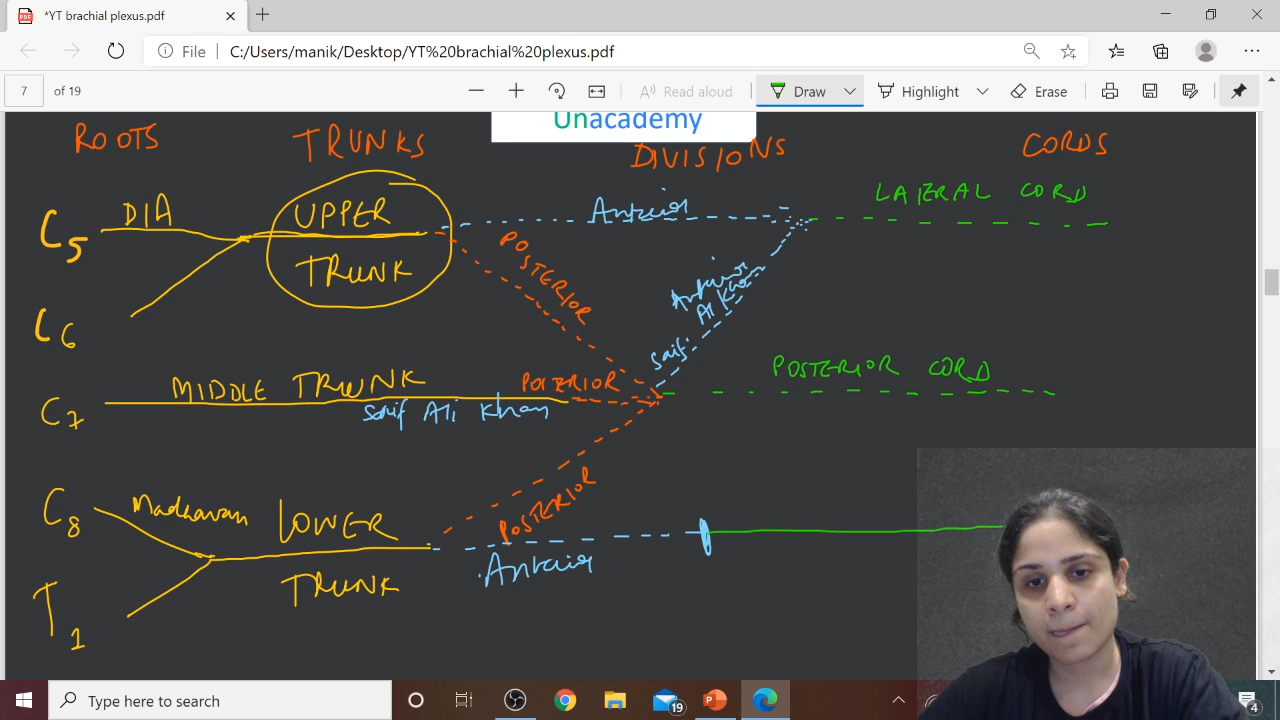 *YT brachial plexus.pdf
File C:/Users/manik/Desktop/YT%20brachial%20plexus.pdf
7 of 19 Read aloud Draw Highlight Erase
Unacademy
ROOTS TRUNKS DIVISIONS CORDS
C5 DIA UPPER TRUNK Anterior LATERAL CORD
POSTERIOR
Anterior
Saif Ali Khan
C6
C7 MIDDLE TRUNK POSTERIOR POSTERIOR CORD
Saif Ali Khan
C8 Madhavan LOWER TRUNK POSTERIOR
Anterior
T1
Type here to search
19
4